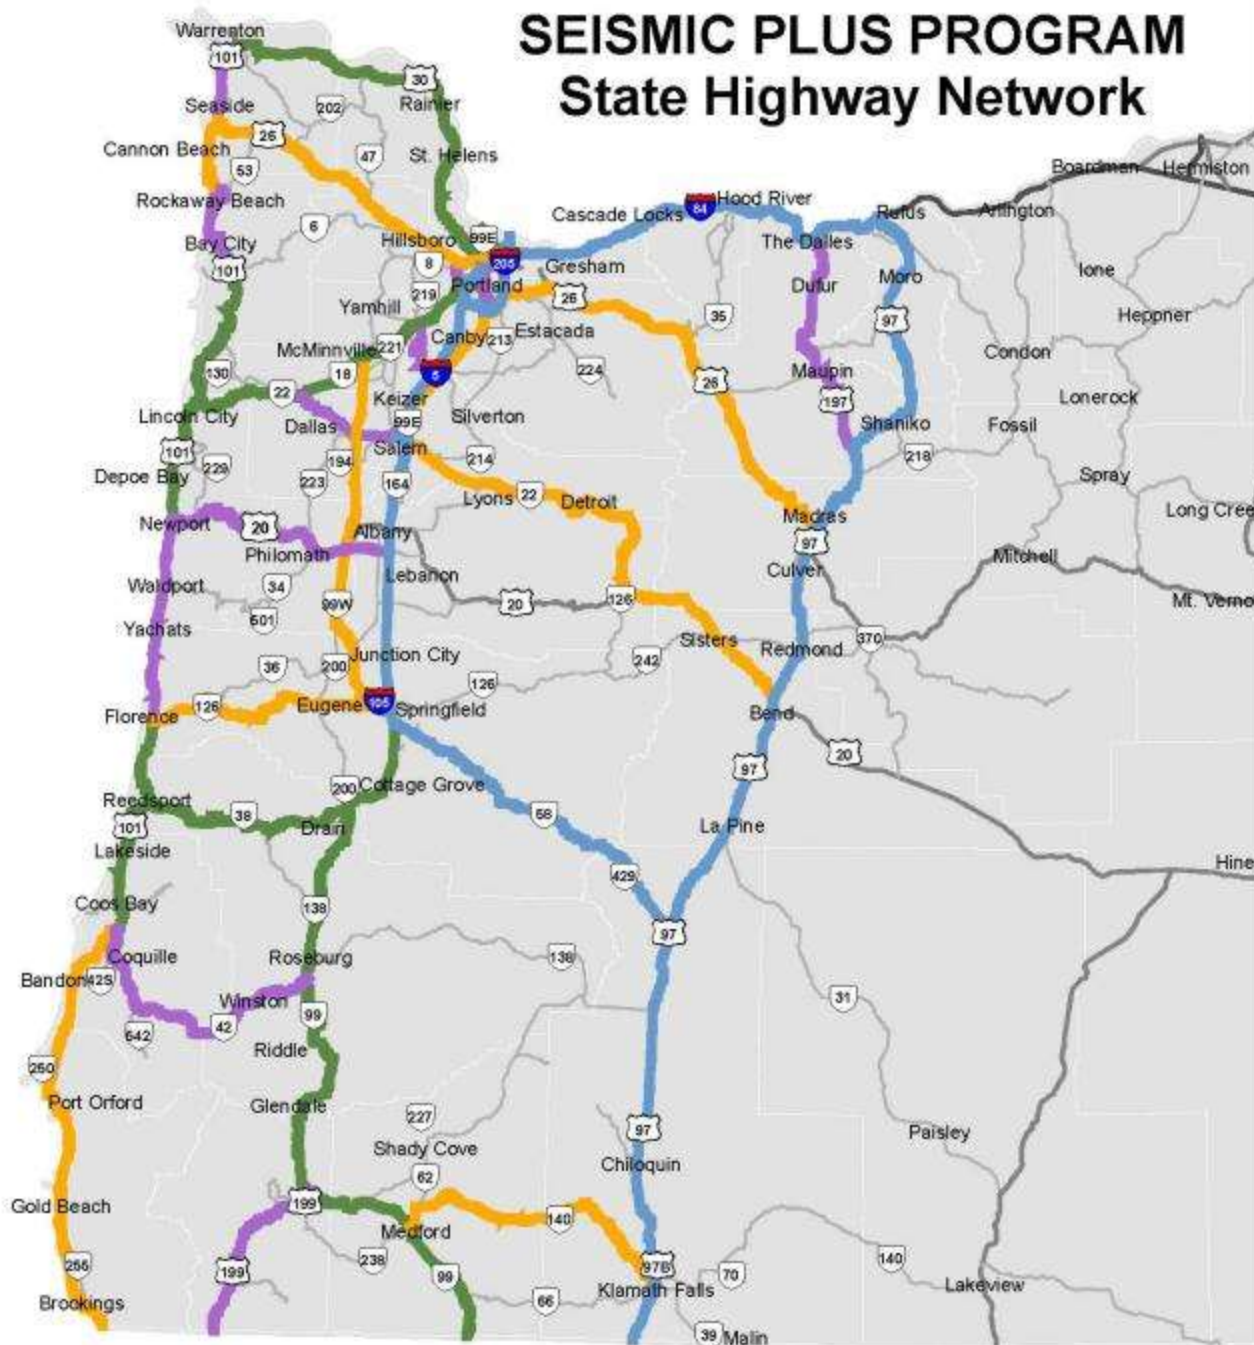 SEISMIC PLUS PROGRAM
State Highway Network
Warrenton
101
30
Seaside
202
Rainier
26
Cannon Beach
47
St. Helens
53
Boardman
Hermiston
Rockaway Beach
84
Hood River
Cascade Locks
Rufus
Arlington
6
Bay City
Hillsboro
99E
The Dalles
101
8
205
Gresham
Ione
Portland
Dufur
Moro
219
26
Yamhill
35
97
Heppner
Canby
213
Estacada
McMinnville
221
Condon
130
18
5
224
Maupin
26
22
Keizer
197
Lonerock
Lincoln City
Dallas
99E
Silverton
Shaniko
Fossil
101
Salem
229
194
214
218
Depoe Bay
223
164
Spray
Lyons
22
Detroit
Newport
20
Albany
Madras
Long Cree
97
Philomath
Mitchell
Lebanon
Culver
Waldport
34
99W
20
126
Mt. Verno
501
Yachats
Sisters
Redmond
370
36
200
Junction City
242
126
126
Eugene
105
Springfield
Florence
Bend
20
97
200
Cottage Grove
Reedsport
38
58
101
Drain
La Pine
Lakeside
Hine
429
Coos Bay
138
97
Coquille
Roseburg
138
Bandon
42S
Winston
31
542
42
99
Riddle
250
Port Orford
Glendale
227
97
Paisley
Shady Cove
Chiloquin
62
Gold Beach
199
140
Medford
255
199
238
99
97B
70
140
Klamath Falls
Lakeview
Brookings
66
39
Malin